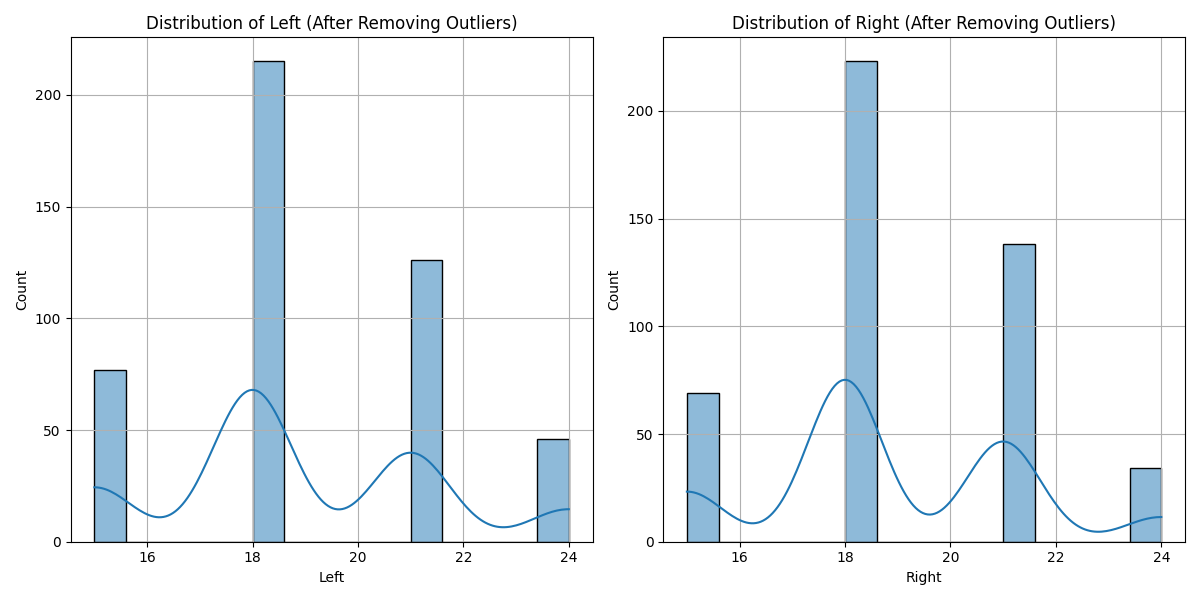 Distribution of Left (After Removing Outliers)
Count
200
150
100
50
0
16 18 20 22 24
Left
Distribution of Right (After Removing Outliers)
Count
200
150
100
50
0
16 18 20 22 24
Right